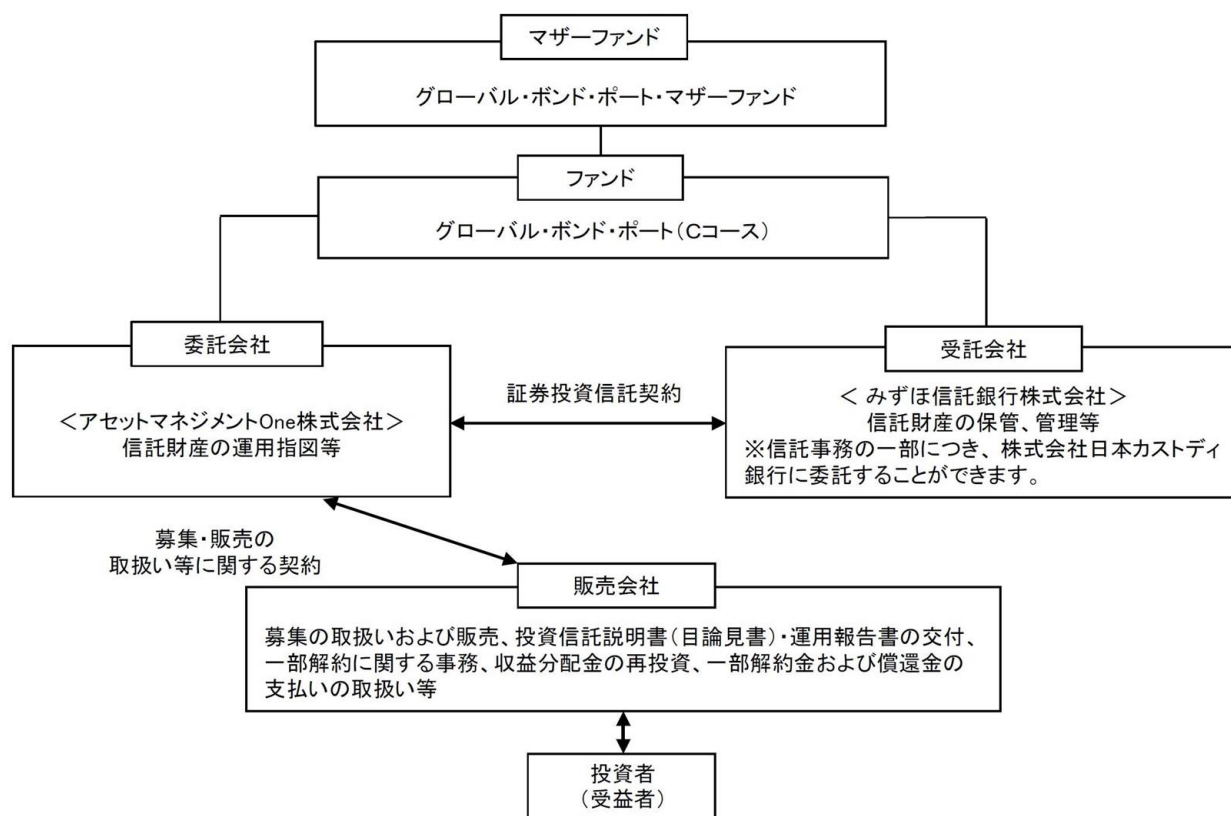 マザーファンド
グローバル・ボンド・ポート・マザーファンド
ファンド
グローバル・ボンド・ポート(Cコース)
委託会社
<アセットマネジメントOne株式会社>
信託財産の運用指図等
証券投資信託契約
受託会社
< みずほ信託銀行株式会社>
信託財産の保管、管理等
※信託事務の一部につき、株式会社日本カストディ
銀行に委託することができます。
募集・販売の
取扱い等に関する契約
販売会社
募集の取扱いおよび販売、投資信託説明書(目論見書)・運用報告書の交付、
一部解約に関する事務、収益分配金の再投資、一部解約金および償還金の
支払いの取扱い等
投資者
(受益者)